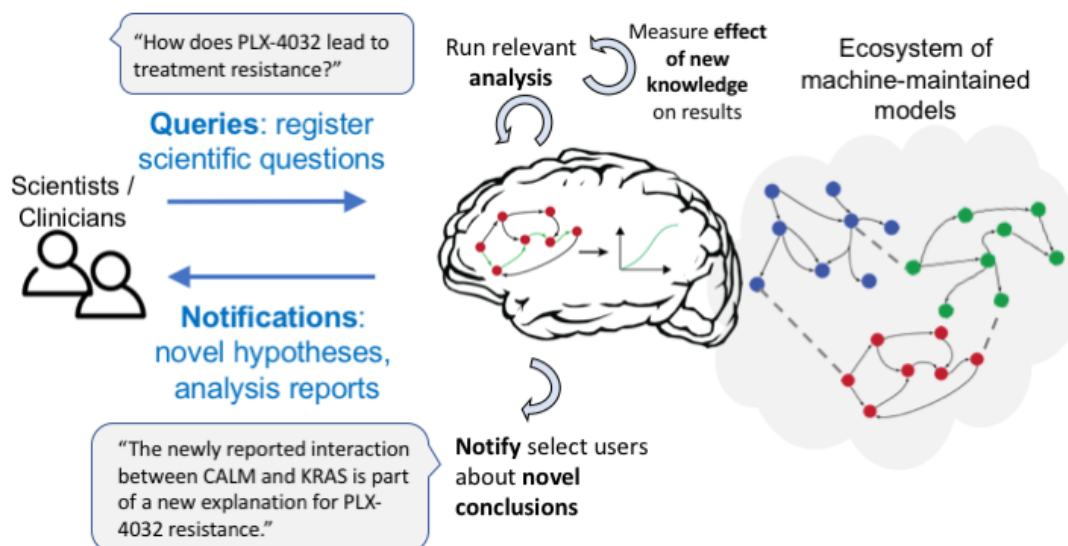 “How does PLX-4032 lead to
treatment resistance?”
Queries: register
scientific questions
Scientists /
Clinicians
Notifications:
novel hypotheses,
analysis reports
“The newly reported interaction
between CALM and KRAS is part
of a new explanation for PLX-
4032 resistance.”
Run relevant
analysis
Measure effect
of new
knowledge
on results
Notify select users
about novel
conclusions
Ecosystem of
machine-maintained
models